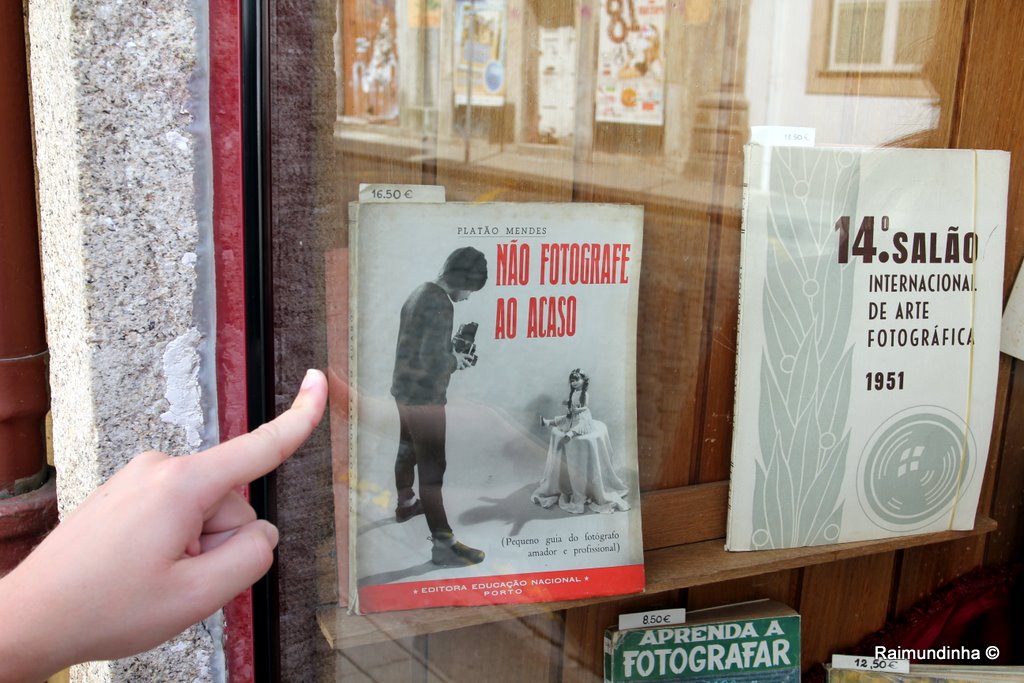 16.50 €
PLATÃO MENDES
NÃO FOTOGRAFE
AO ACASO
(Pequeno guia do fotógrafo
amador e profissional)
★ EDITORA EDUCAÇÃO NACIONAL ★
PORTO
14.º SALÃO
INTERNACIONAL
DE ARTE
FOTOGRÁFICA
1951
8.50€
APRENDA A
FOTOGRAFAR
12,50€
Raimundinha ©